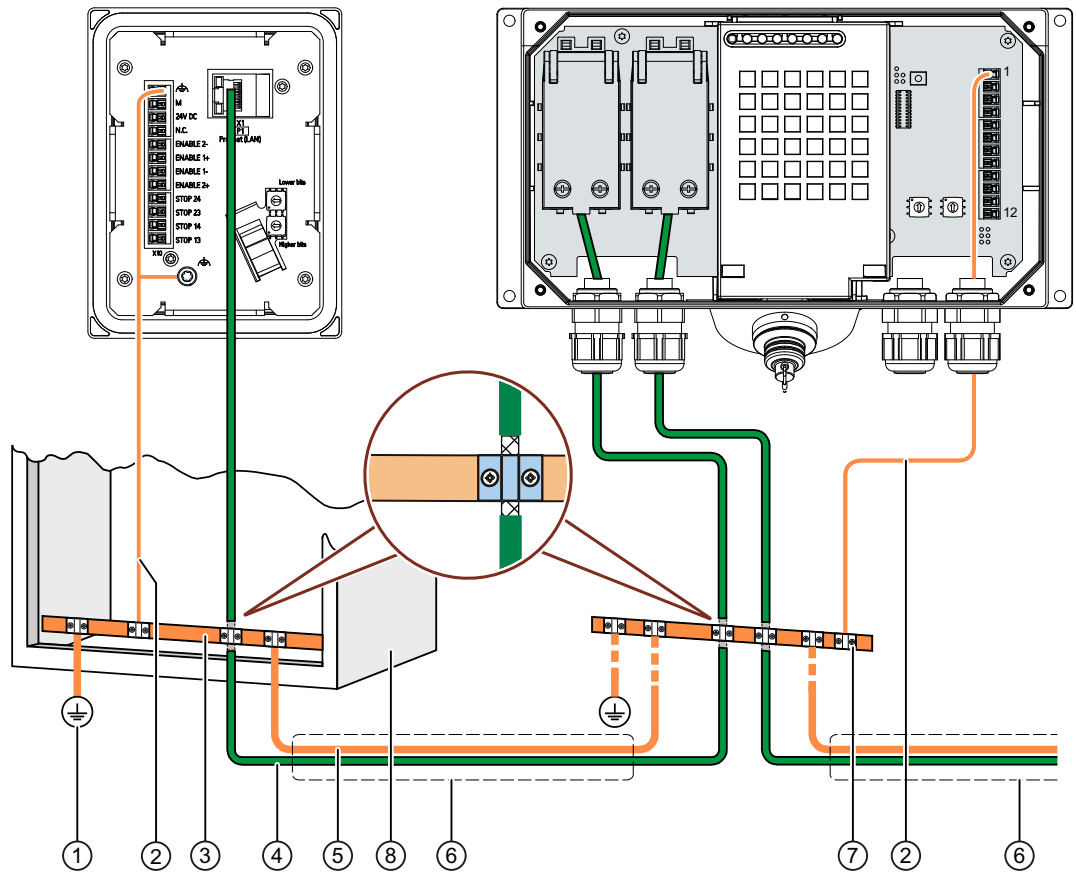 M
24V DC
N.C.
ENABLE 2-
ENABLE 1+
ENABLE 1-
ENABLE 2+
STOP 24
STOP 23
STOP 14
STOP 13
X10
X1
P1
Profinet (LAN)
Lower bits
Higher bits
1
12
1 2 3 4 5 8 6 7 2 6